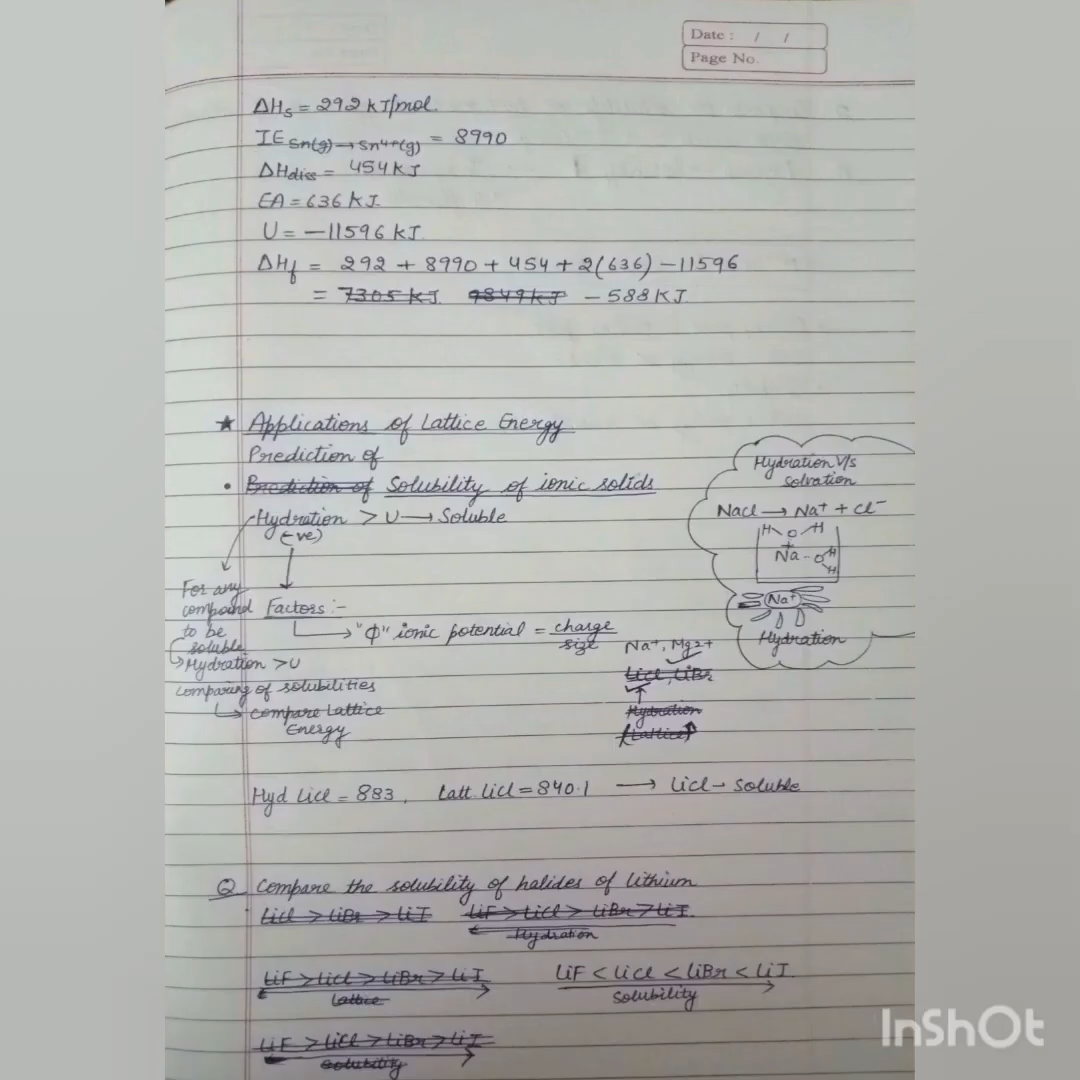 Date : / /
Page No.
ΔHs = 292 kJ/mol.
IE Sn(g) → Sn4+(g) = 8990
ΔHdiss = 454 KJ
EA = 636 KJ
U = -11596 KJ
ΔHf = 292 + 8990 + 454 + 2(636) - 11596
= 7305 KJ 9849 KJ - 588 KJ
★ Applications of Lattice Energy
Prediction of
• Prediction of Solubility of ionic solids
Hydration > U → Soluble
(-ve)
For any
compound
to be
soluble
→ Hydration > U
Factors :-
→ "Φ" ionic potential = charge
size
Na+, Mg2+
LiCl, LiBr
Hydration
(Lattice)
Comparing of solubilities
→ compare Lattice
Energy
Hydration V/s
solvation
NaCl → Na+ + Cl-
H O H
+
Na -- O H
H
Na+
Hydration
Hyd LiCl = 883, Latt. LiCl = 840.1 → LiCl → soluble
Q Compare the solubility of halides of lithium
LiCl > LiBr > LiI LiF > LiCl > LiBr > LiI
Hydration
LiF > LiCl > LiBr > LiI LiF < LiCl < LiBr < LiI
Lattice Solubility
LiF > LiCl > LiBr > LiI
Solubility
InShOt